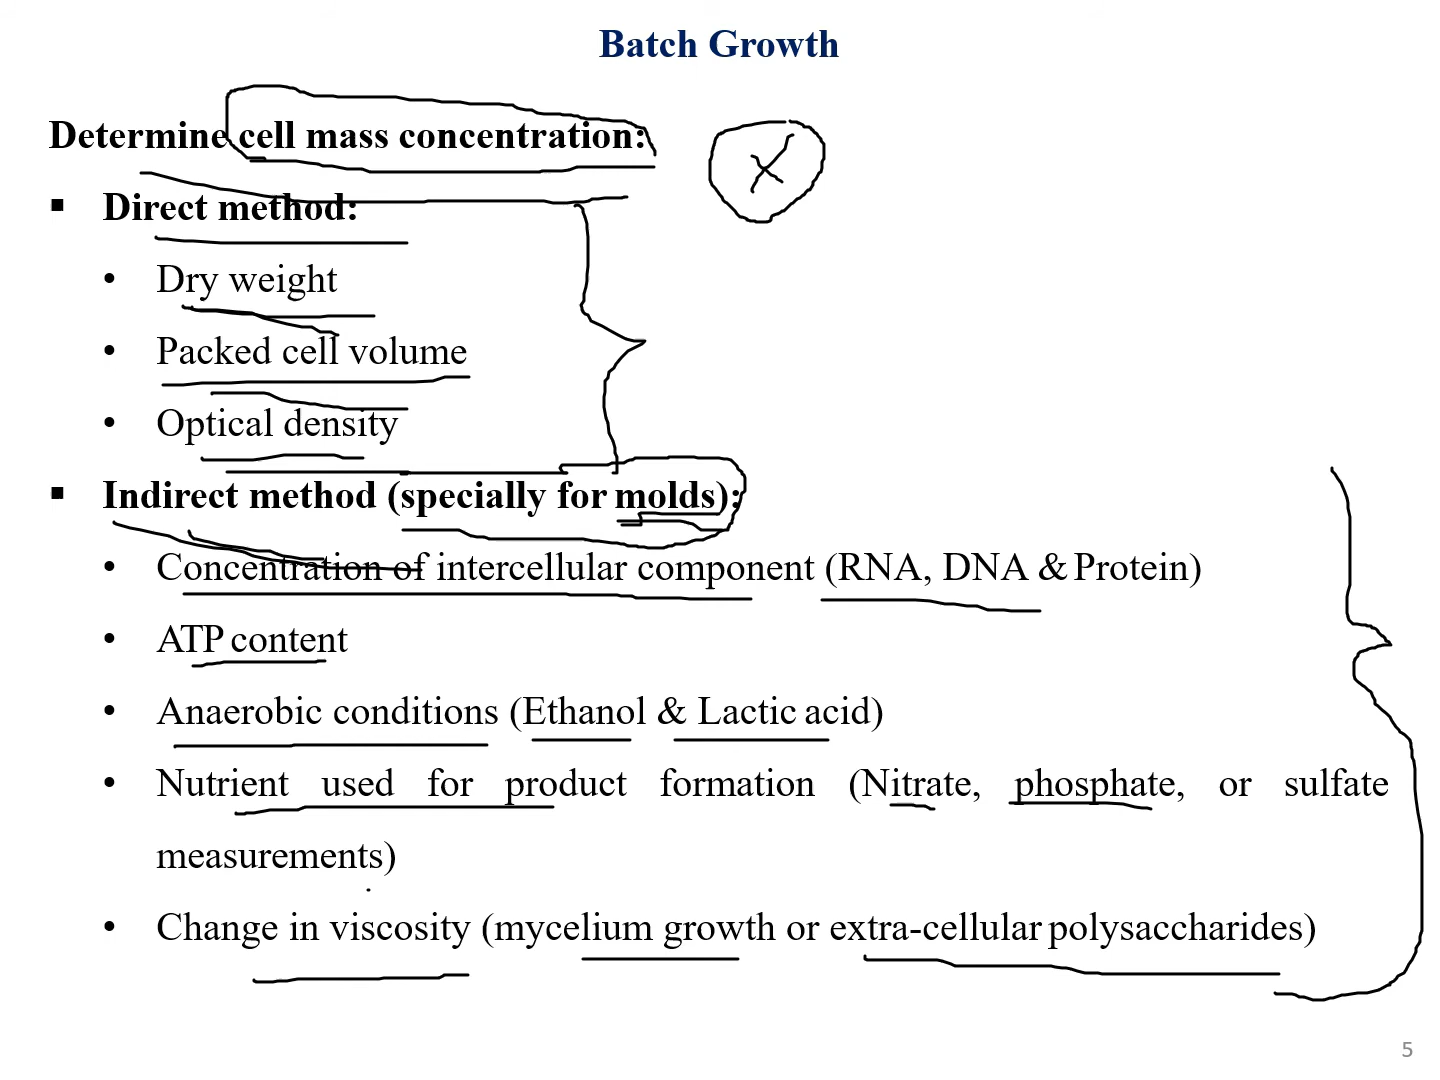 Batch Growth
Determine cell mass concentration:
X
▪ Direct method:
• Dry weight
• Packed cell volume
• Optical density
▪ Indirect method (specially for molds):
• Concentration of intercellular component (RNA, DNA & Protein)
• ATP content
• Anaerobic conditions (Ethanol & Lactic acid)
• Nutrient used for product formation (Nitrate, phosphate, or sulfate
measurements)
• Change in viscosity (mycelium growth or extra-cellular polysaccharides)
5